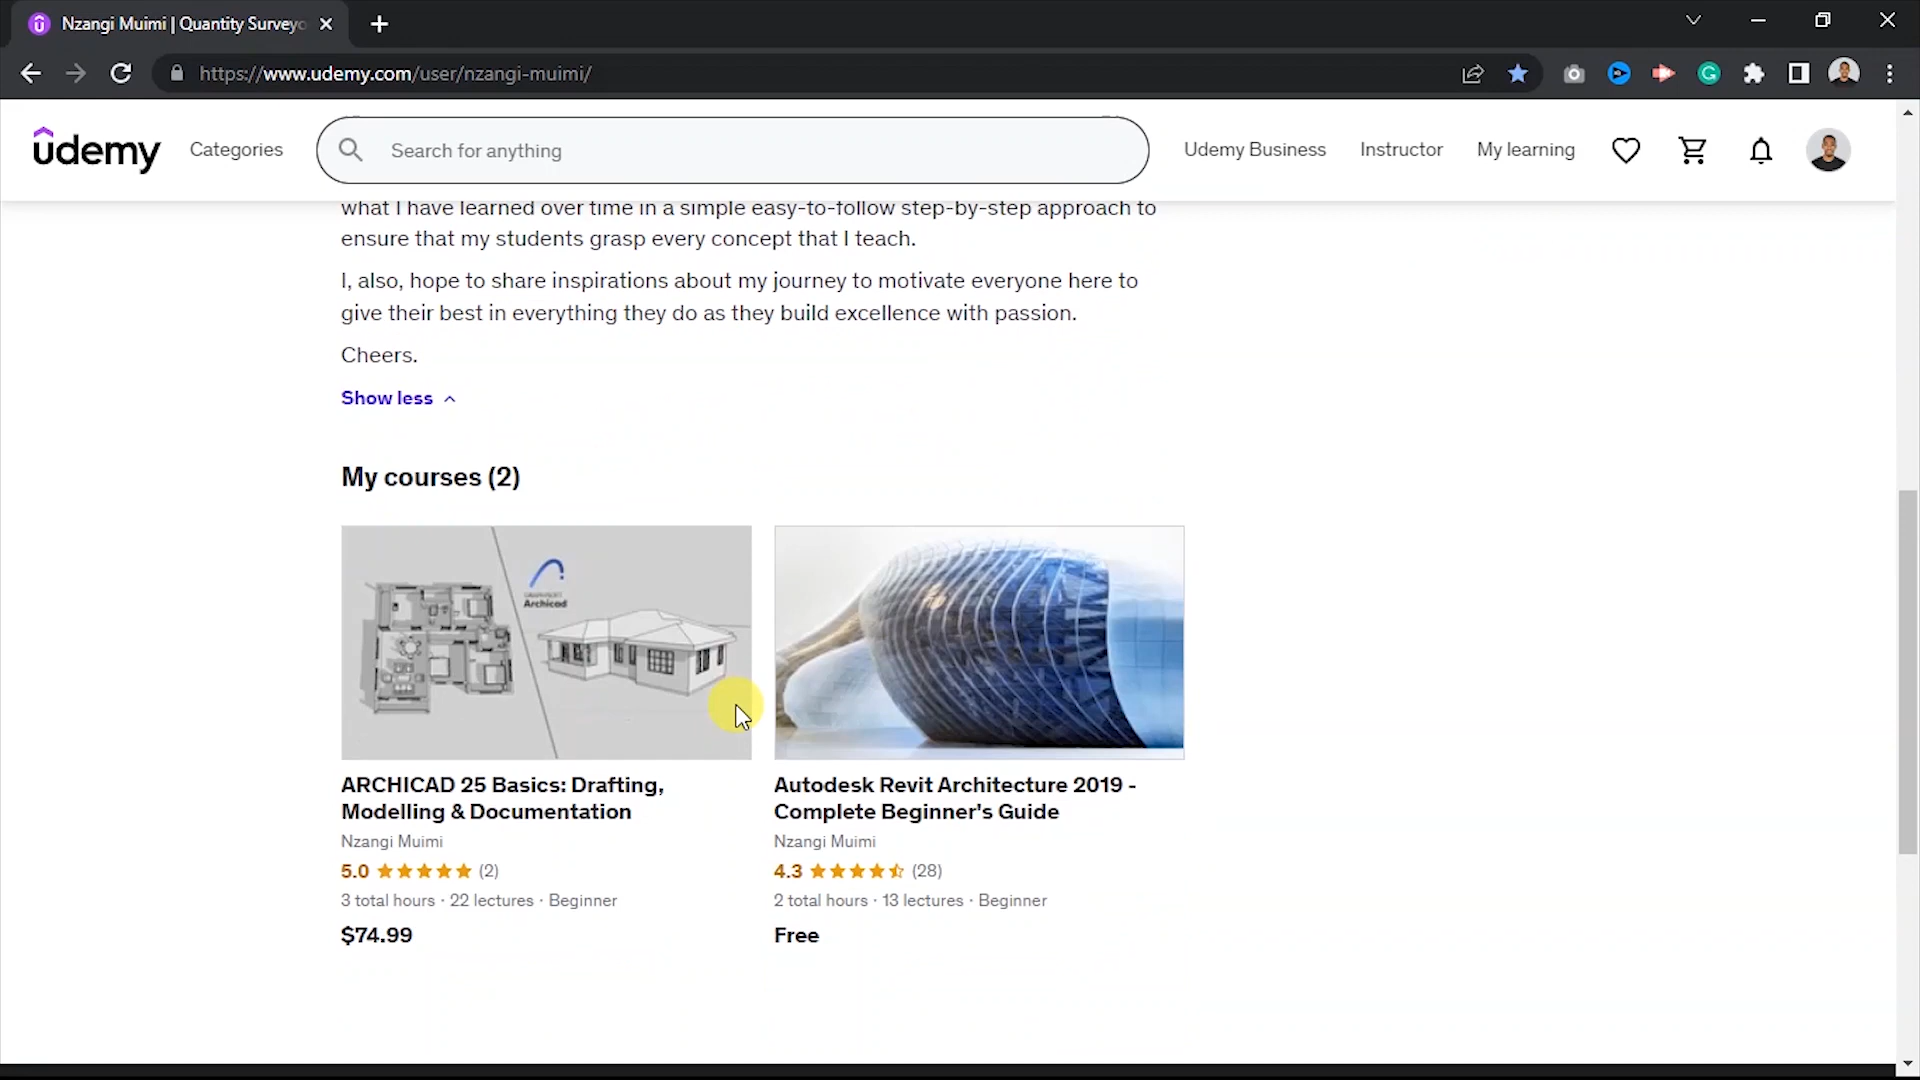 Nzangi Muimi | Quantity Surveyo
https://www.udemy.com/user/nzangi-muimi/
udemy
Categories
Search for anything
Udemy Business
Instructor
My learning
what I have learned over time in a simple easy-to-follow step-by-step approach to
ensure that my students grasp every concept that I teach.
I, also, hope to share inspirations about my journey to motivate everyone here to
give their best in everything they do as they build excellence with passion.
Cheers.
Show less
My courses (2)
GRAPHISOFT
Archicad
ARCHICAD 25 Basics: Drafting,
Modelling & Documentation
Nzangi Muimi
5.0 (2)
3 total hours · 22 lectures · Beginner
$74.99
Autodesk Revit Architecture 2019 -
Complete Beginner's Guide
Nzangi Muimi
4.3 (28)
2 total hours · 13 lectures · Beginner
Free